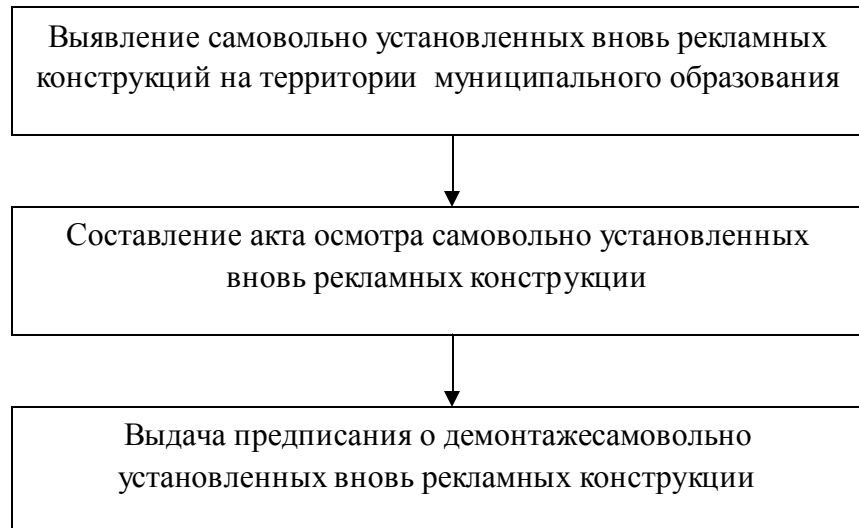 Выявление самовольно установленных вновь рекламных
конструкций на территории муниципального образования
Составление акта осмотра самовольно установленных
вновь рекламных конструкции
Выдача предписания о демонтажесамовольно
установленных вновь рекламных конструкции